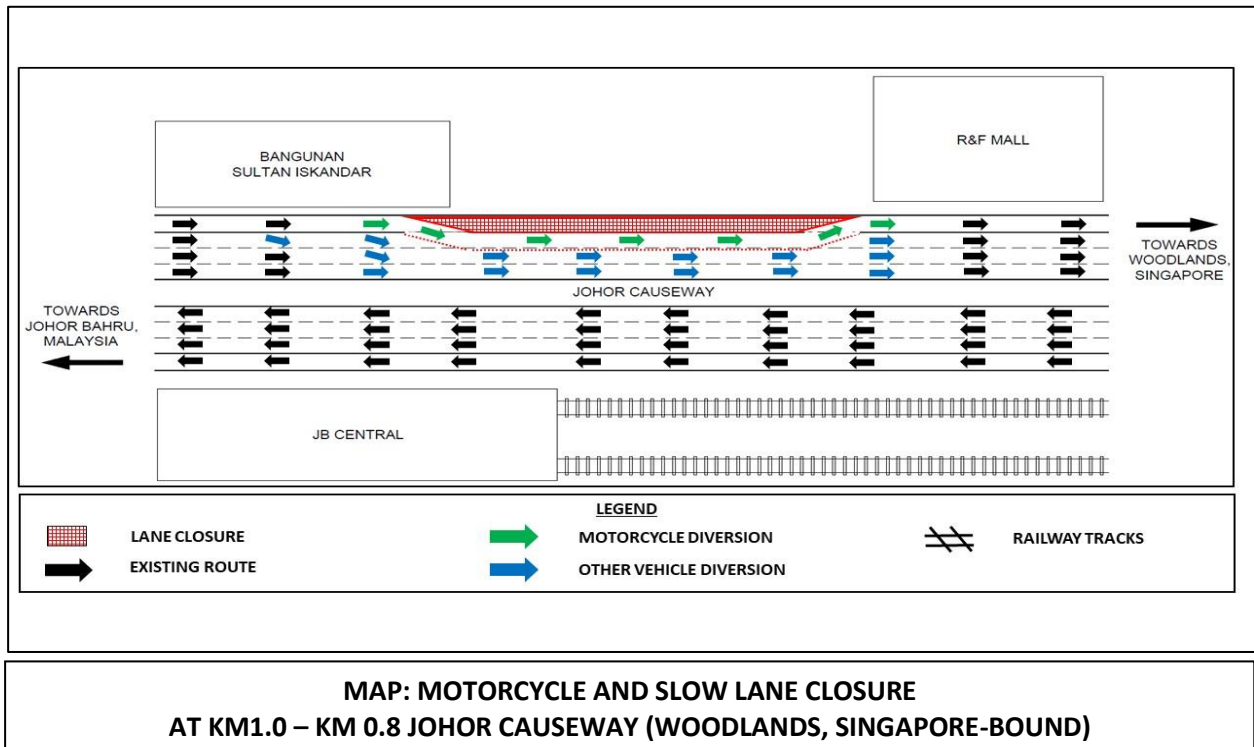 BANGUNAN
SULTAN ISKANDAR
R&F MALL
TOWARDS
WOODLANDS,
SINGAPORE
JOHOR CAUSEWAY
TOWARDS
JOHOR BAHRU,
MALAYSIA
JB CENTRAL
LEGEND
LANE CLOSURE
MOTORCYCLE DIVERSION
RAILWAY TRACKS
EXISTING ROUTE
OTHER VEHICLE DIVERSION
MAP: MOTORCYCLE AND SLOW LANE CLOSURE
AT KM1.0 – KM 0.8 JOHOR CAUSEWAY (WOODLANDS, SINGAPORE-BOUND)